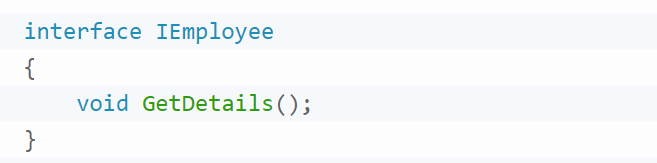 interface IEmployee
{
    void GetDetails();
}